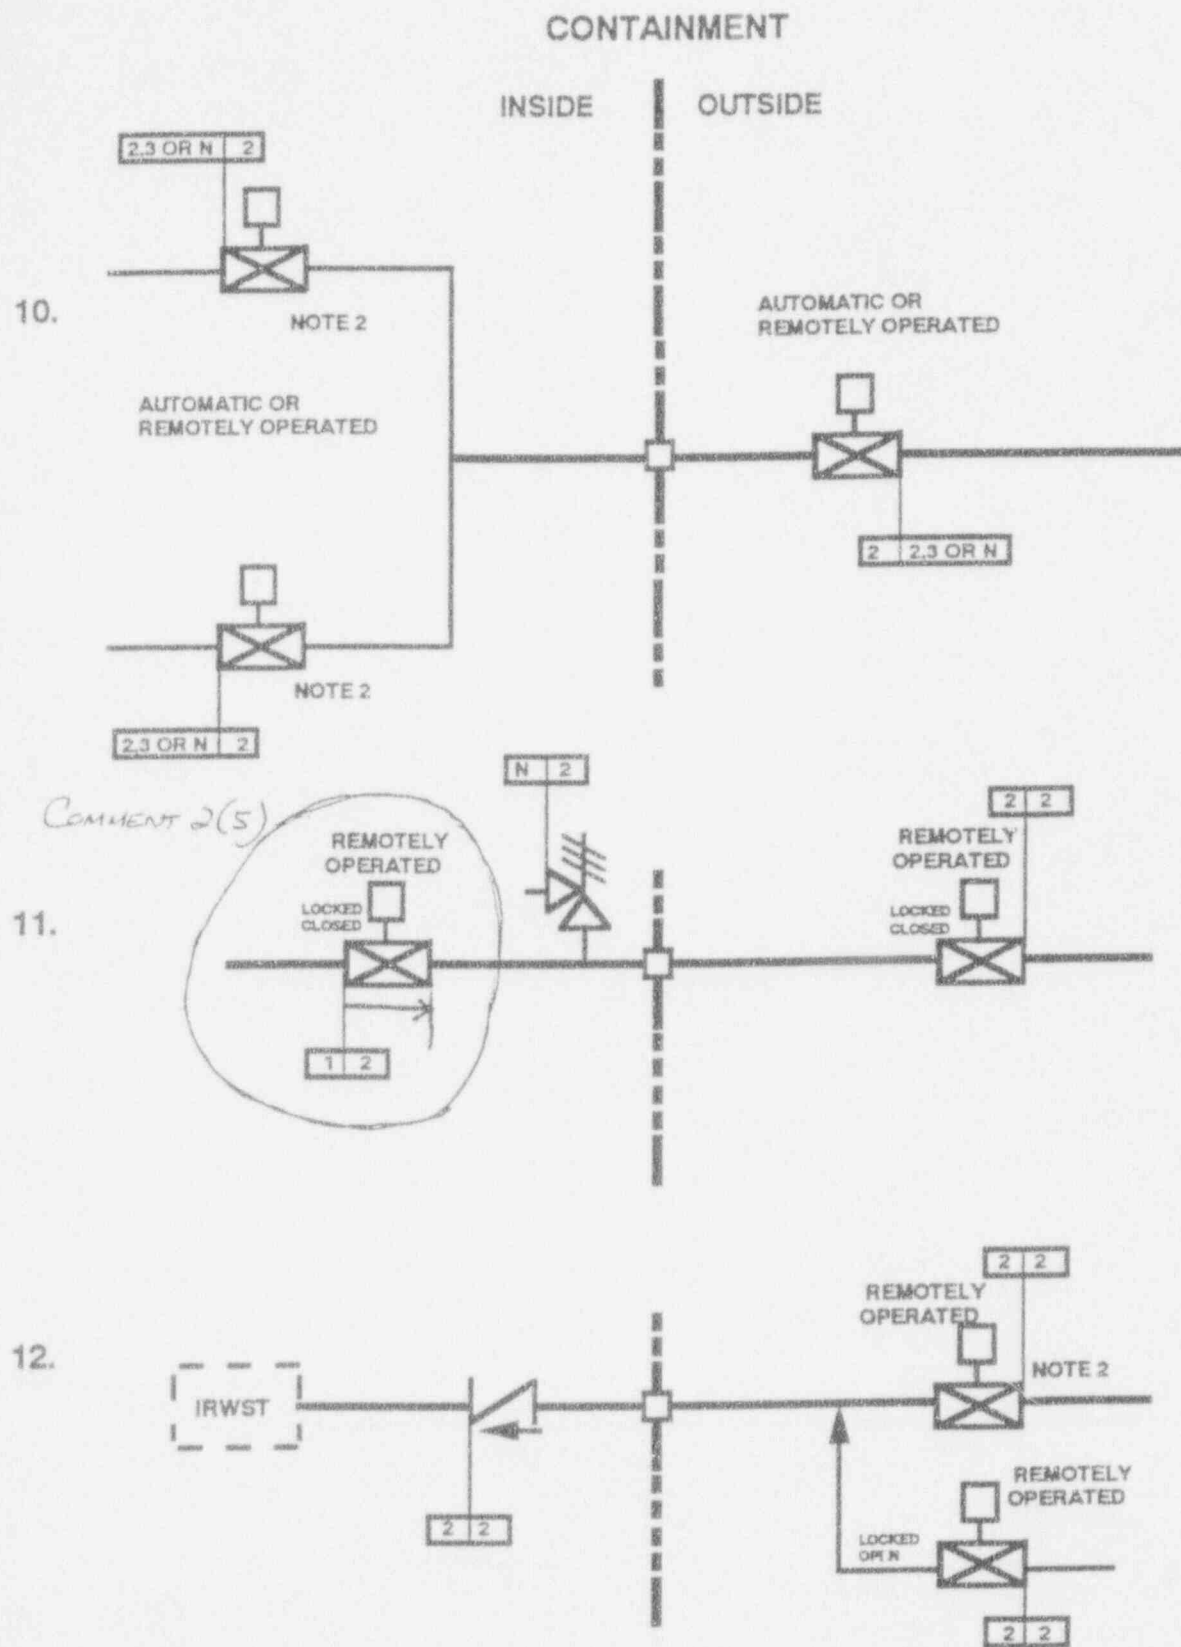 CONTAINMENT
INSIDE
OUTSIDE
10.
2,3 OR N 2
NOTE 2
AUTOMATIC OR
REMOTELY OPERATED
AUTOMATIC OR
REMOTELY OPERATED
2 2,3 OR N
NOTE 2
2,3 OR N 2
COMMENT 2(5)
11.
REMOTELY
OPERATED
LOCKED
CLOSED
1 2
N 2
2 2
REMOTELY
OPERATED
LOCKED
CLOSED
12.
IRWST
2 2
2 2
REMOTELY
OPERATED
NOTE 2
REMOTELY
OPERATED
LOCKED
OPEN
2 2